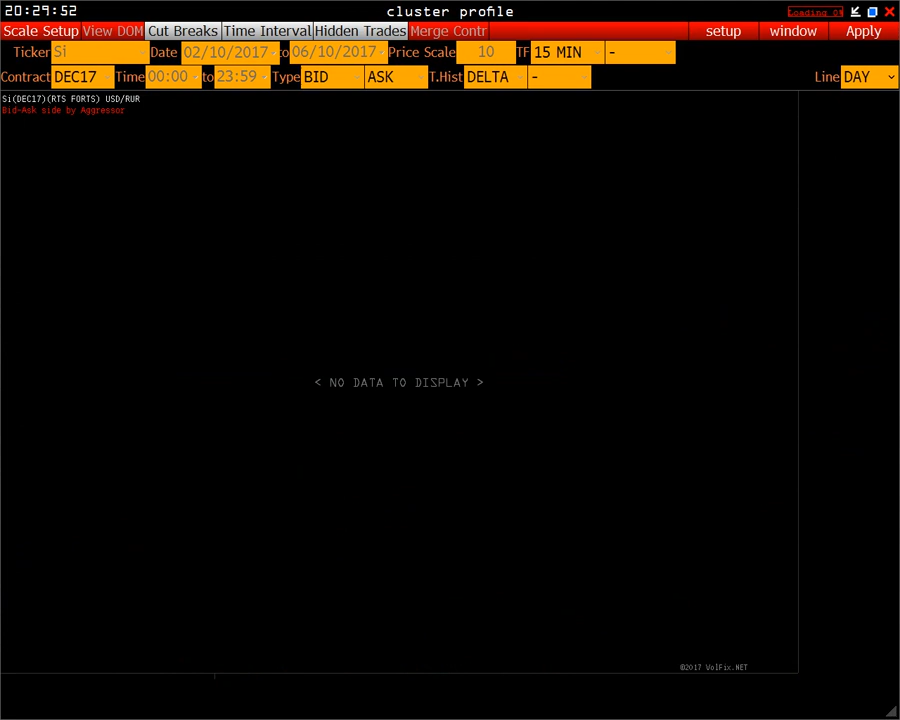 20:29:52 cluster profile Loading 0%
Scale Setup View DOM Cut Breaks Time Interval Hidden Trades Merge Contr setup window Apply
Ticker Si Date 02/10/2017 to 06/10/2017 Price Scale 10 TF 15 MIN -
Contract DEC17 Time 00:00 to 23:59 Type BID ASK T.Hist DELTA - Line DAY
Si(DEC17)(RTS FORTS) USD/RUR
Bid-Ask side by Aggressor
< NO DATA TO DISPLAY >
©2017 VolFix.NET